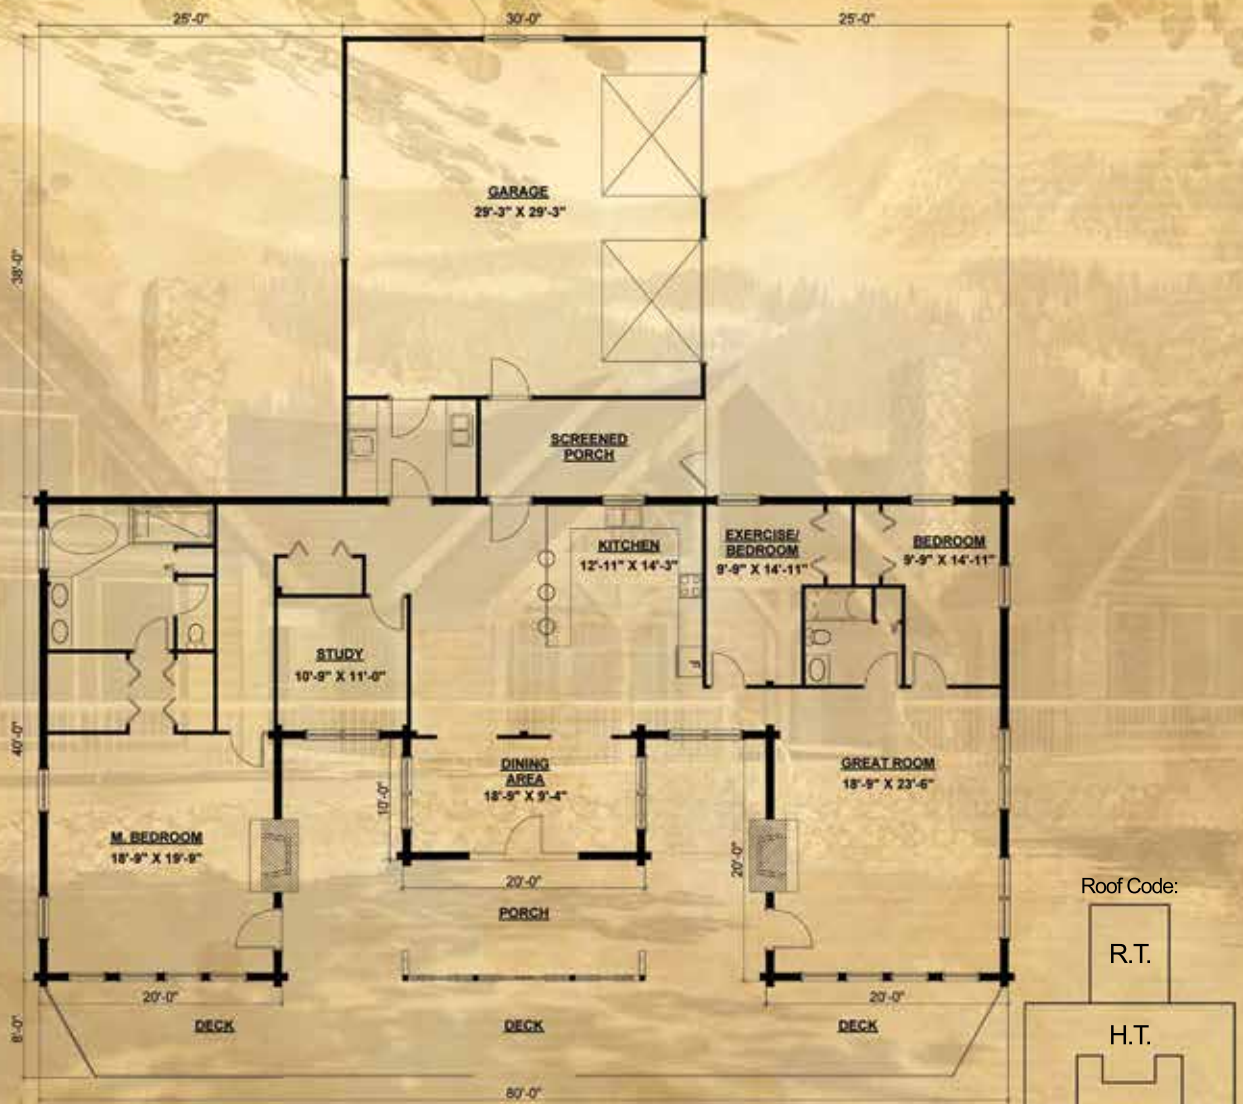 25'-0"
30'-0"
25'-0"
38'-0"
GARAGE
29'-3" X 29'-3"
SCREENED
PORCH
KITCHEN
12'-11" X 14'-3"
EXERCISE/
BEDROOM
9'-9" X 14'-11"
BEDROOM
9'-9" X 14'-11"
STUDY
10'-9" X 11'-0"
40'-0"
DINING
AREA
18'-9" X 9'-4"
GREAT ROOM
18'-9" X 23'-6"
10'-0"
M. BEDROOM
18'-9" X 19'-9"
20'-0"
20'-0"
PORCH
Roof Code:
R.T.
H.T.
20'-0"
20'-0"
8'-0"
DECK
DECK
DECK
80'-0"